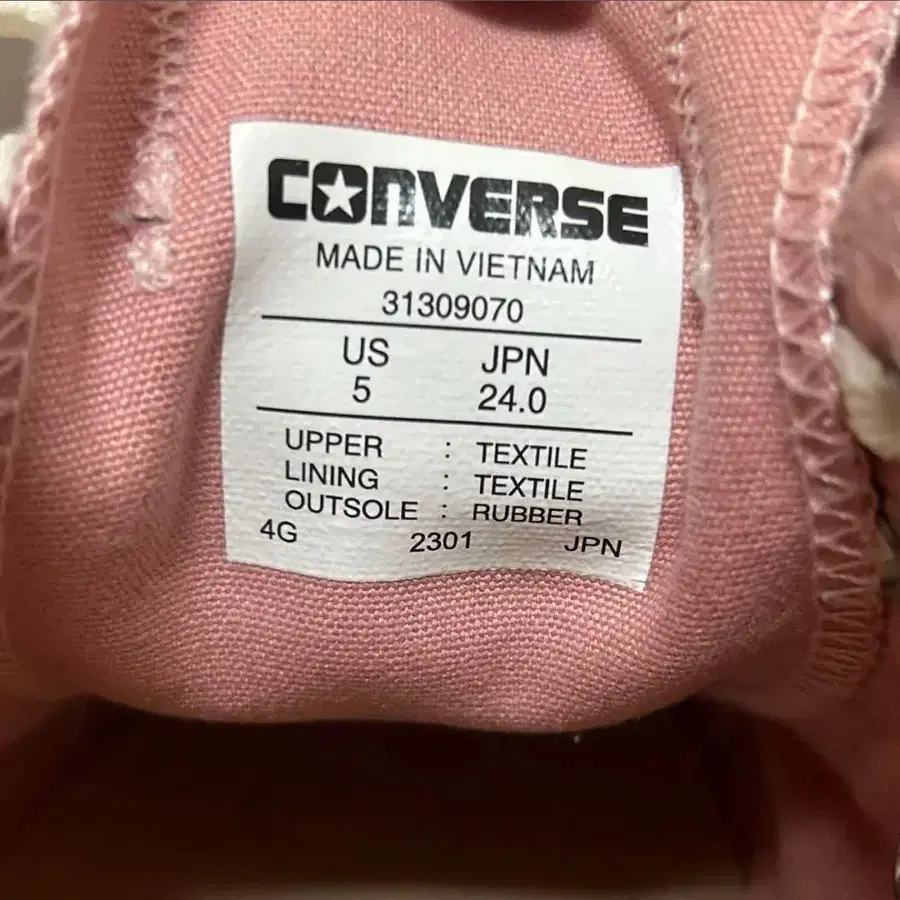 CONVERSE
MADE IN VIETNAM
31309070
US JPN
5 24.0
UPPER : TEXTILE
LINING : TEXTILE
OUTSOLE : RUBBER
4G 2301 JPN